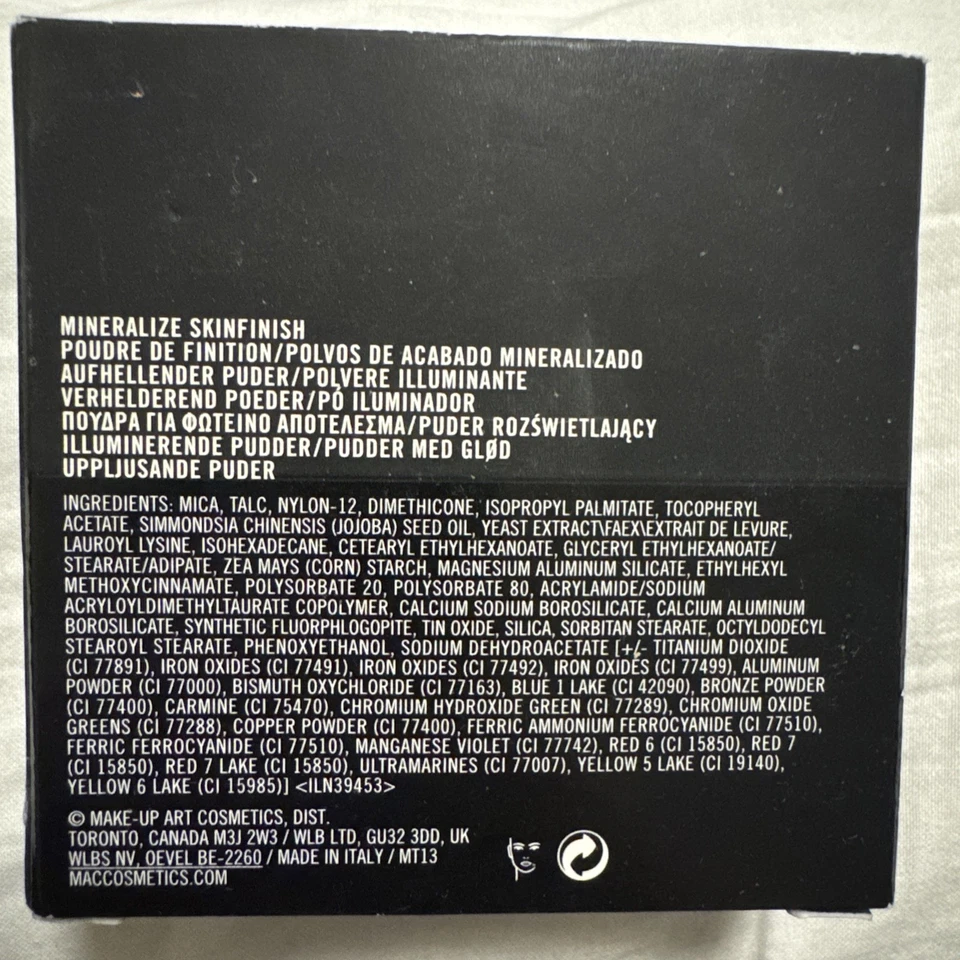 MINERALIZE SKINFINISH
POUDRE DE FINITION/POLVOS DE ACABADO MINERALIZADO
AUFHELLENDER PUDER/POLVERE ILLUMINANTE
VERHELDEREND POEDER/PÓ ILUMINADOR
ΠΟΥΔΡΑ ΓΙΑ ΦΩΤΕΙΝΟ ΑΠΟΤΕΛΕΣΜΑ/PUDER ROZŚWIETLAJĄCY
ILLUMINERENDE PUDDER/PUDDER MED GLØD
UPPLJUSANDE PUDER
INGREDIENTS: MICA, TALC, NYLON-12, DIMETHICONE, ISOPROPYL PALMITATE, TOCOPHERYL
ACETATE, SIMMONDSIA CHINENSIS (JOJOBA) SEED OIL, YEAST EXTRACT\FAEX\EXTRAIT DE LEVURE,
LAUROYL LYSINE, ISOHEXADECANE, CETEARYL ETHYLHEXANOATE, GLYCERYL ETHYLHEXANOATE/
STEARATE/ADIPATE, ZEA MAYS (CORN) STARCH, MAGNESIUM ALUMINUM SILICATE, ETHYLHEXYL
METHOXYCINNAMATE, POLYSORBATE 20, POLYSORBATE 80, ACRYLAMIDE/SODIUM
ACRYLOYLDIMETHYLTAURATE COPOLYMER, CALCIUM SODIUM BOROSILICATE, CALCIUM ALUMINUM
BOROSILICATE, SYNTHETIC FLUORPHLOGOPITE, TIN OXIDE, SILICA, SORBITAN STEARATE, OCTYLDODECYL
STEAROYL STEARATE, PHENOXYETHANOL, SODIUM DEHYDROACETATE [+/- TITANIUM DIOXIDE
(CI 77891), IRON OXIDES (CI 77491), IRON OXIDES (CI 77492), IRON OXIDES (CI 77499), ALUMINUM
POWDER (CI 77000), BISMUTH OXYCHLORIDE (CI 77163), BLUE 1 LAKE (CI 42090), BRONZE POWDER
(CI 77400), CARMINE (CI 75470), CHROMIUM HYDROXIDE GREEN (CI 77289), CHROMIUM OXIDE
GREENS (CI 77288), COPPER POWDER (CI 77400), FERRIC AMMONIUM FERROCYANIDE (CI 77510),
FERRIC FERROCYANIDE (CI 77510), MANGANESE VIOLET (CI 77742), RED 6 (CI 15850), RED 7
(CI 15850), RED 7 LAKE (CI 15850), ULTRAMARINES (CI 77007), YELLOW 5 LAKE (CI 19140),
YELLOW 6 LAKE (CI 15985)] <ILN39453>
© MAKE-UP ART COSMETICS, DIST.
TORONTO, CANADA M3J 2W3 / WLB LTD, GU32 3DD, UK
WLBS NV, OEVEL BE-2260 / MADE IN ITALY / MT13
MACCOSMETICS.COM